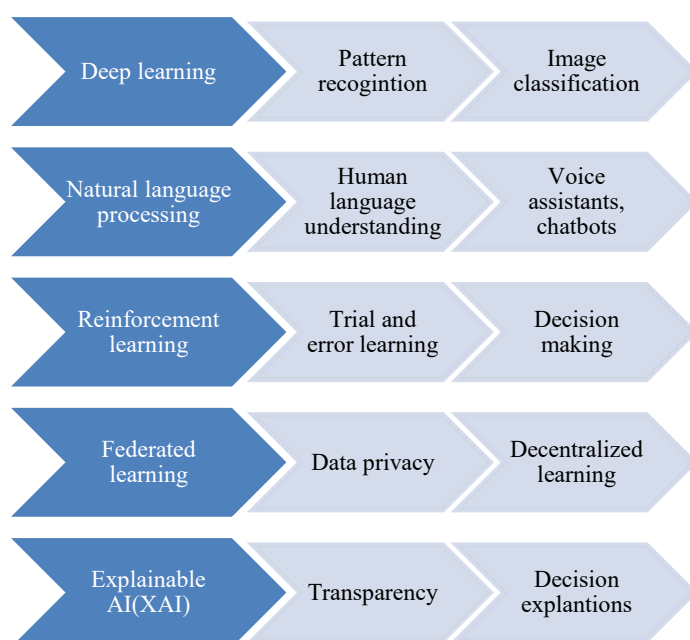 Deep learning
Pattern
recogintion
Image
classification
Natural language
processing
Human
language
understanding
Voice
assistants,
chatbots
Reinforcement
learning
Trial and
error learning
Decision
making
Federated
learning
Data privacy
Decentralized
learning
Explainable
AI(XAI)
Transparency
Decision
explantions